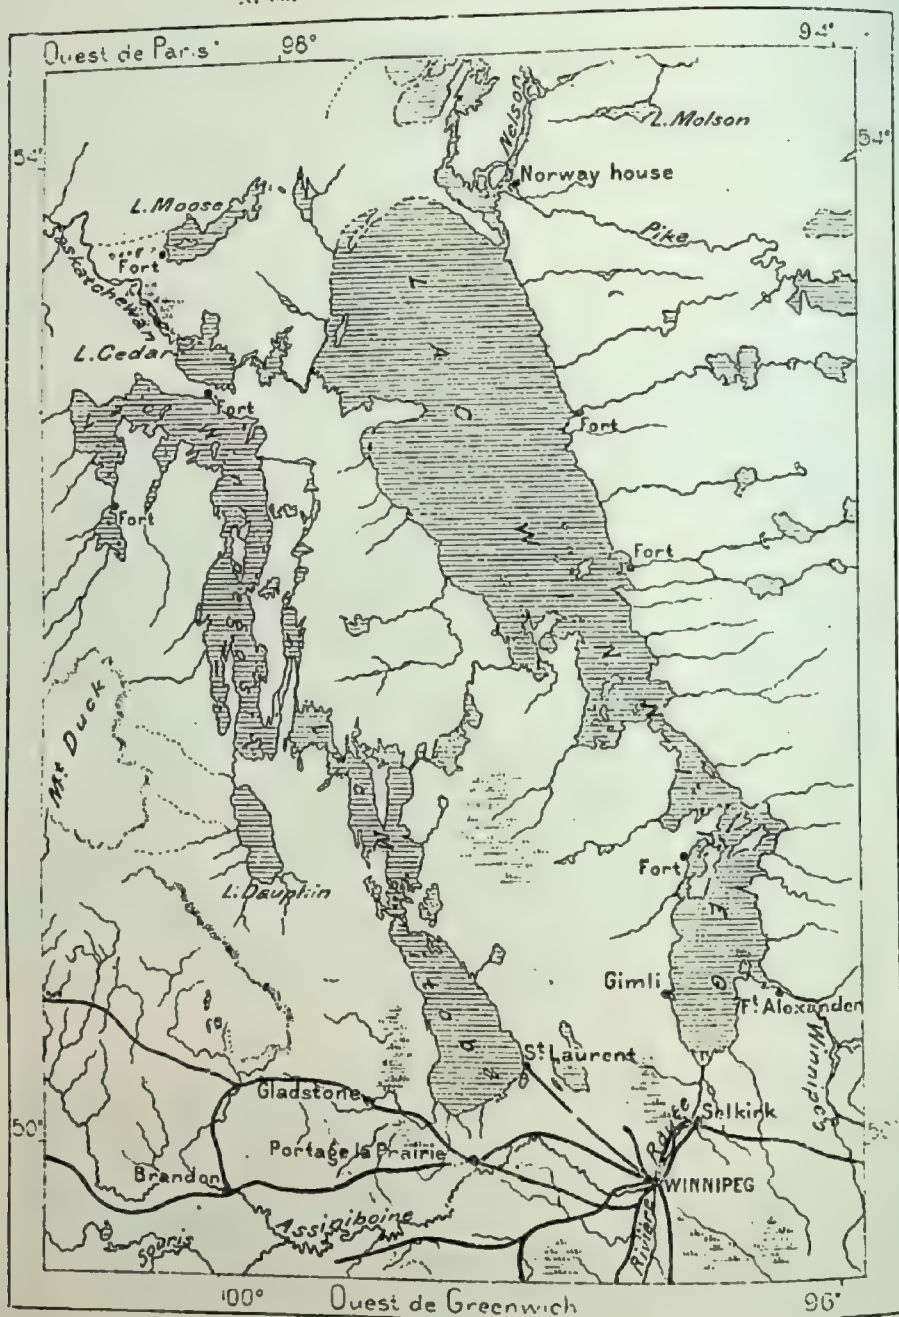 Ouest de Paris
98°
94°
54°
54°
L. Molson
Nelson
Norway house
L. Moose
Pike
Saskatchewan
Fort
L. Cedar
Fort
Fort
Fort
Fort
LAC WINNIPEG
Mt Duck
Fort
L. Dauphin
Gimli
Ft Alexander
Winnipeg
St Laurent
Gladstone
Selkirk
50°
50°
Portage la Prairie
Rouge
Brandon
WINNIPEG
Assiniboine
Rivière
Souris
100°
Ouest de Greenwich
96°